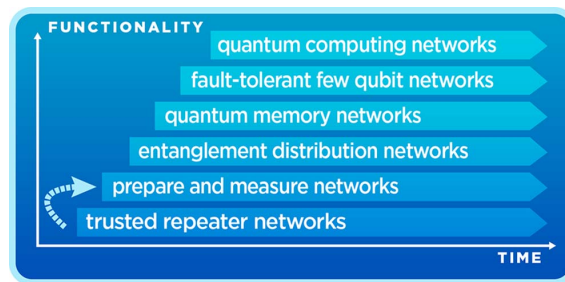 FUNCTIONALITY
quantum computing networks
fault-tolerant few qubit networks
quantum memory networks
entanglement distribution networks
prepare and measure networks
trusted repeater networks
TIME